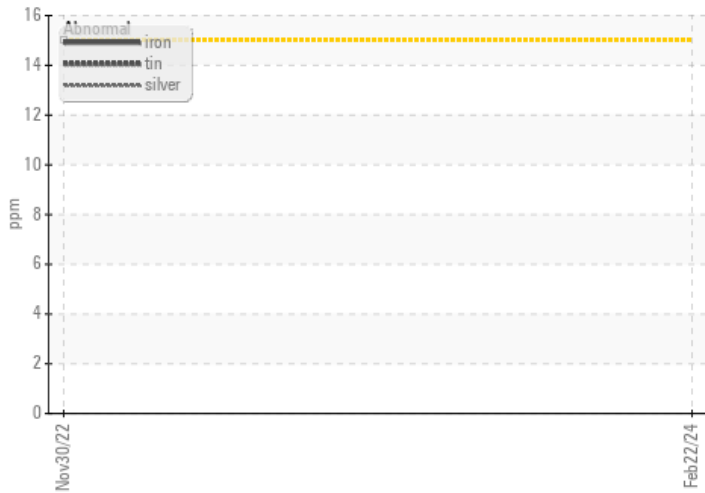 16
14
12
10
8
6
4
2
0
ppm
Abnormal
iron
tin
silver
Nov30/22
Feb22/24